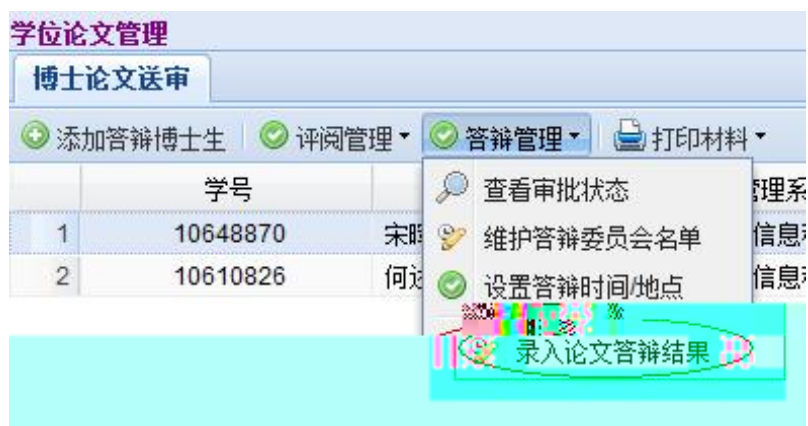 学位论文管理
博士论文送审
添加答辩博士生 评阅管理 答辩管理 打印材料
学号
查看审批状态
1 10648870 宋
维护答辩委员会名单
信息
2 10610826 何
设置答辩时间/地点
信息
录入论文答辩结果